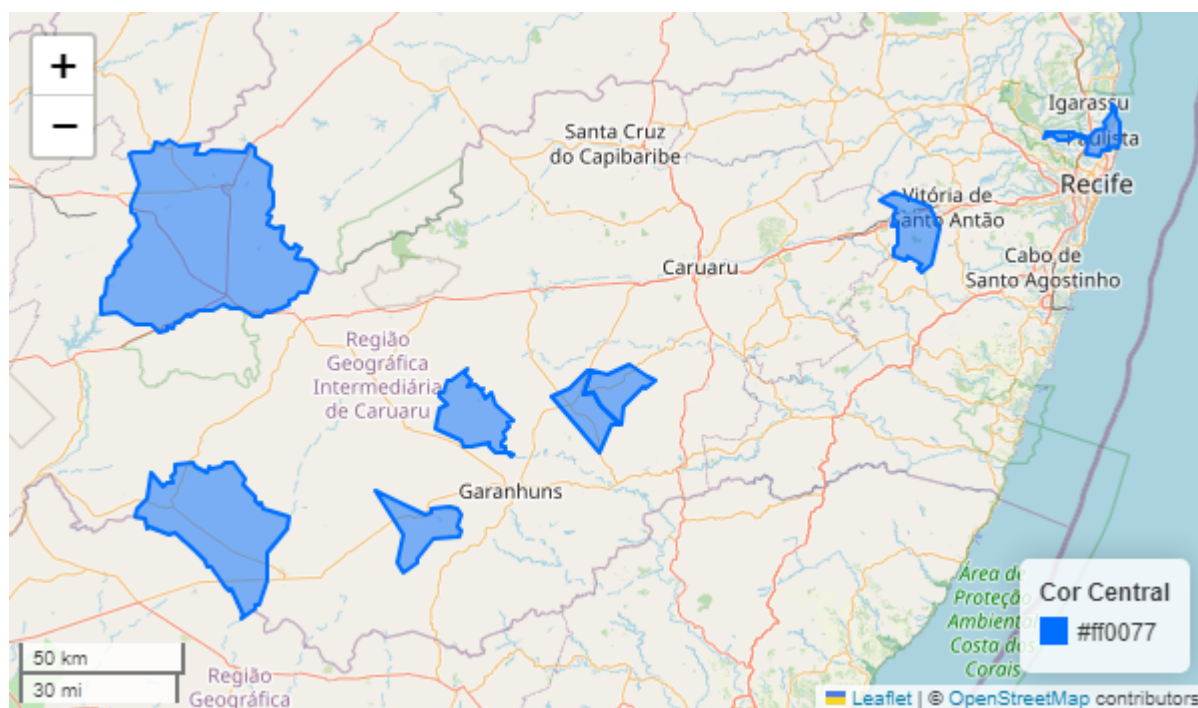 +
−
Igarassu
Paulista
Recife
Santa Cruz
do Capibaribe
Vitória de
Santo Antão
Caruaru
Cabo de
Santo Agostinho
Região
Geográfica
Intermediária
de Caruaru
Garanhuns
Área de
Proteção
Ambiental
Costa dos
Corais
Cor Central
#ff0077
50 km
30 mi
Região
Geográfica
Leaflet | © OpenStreetMap contributors